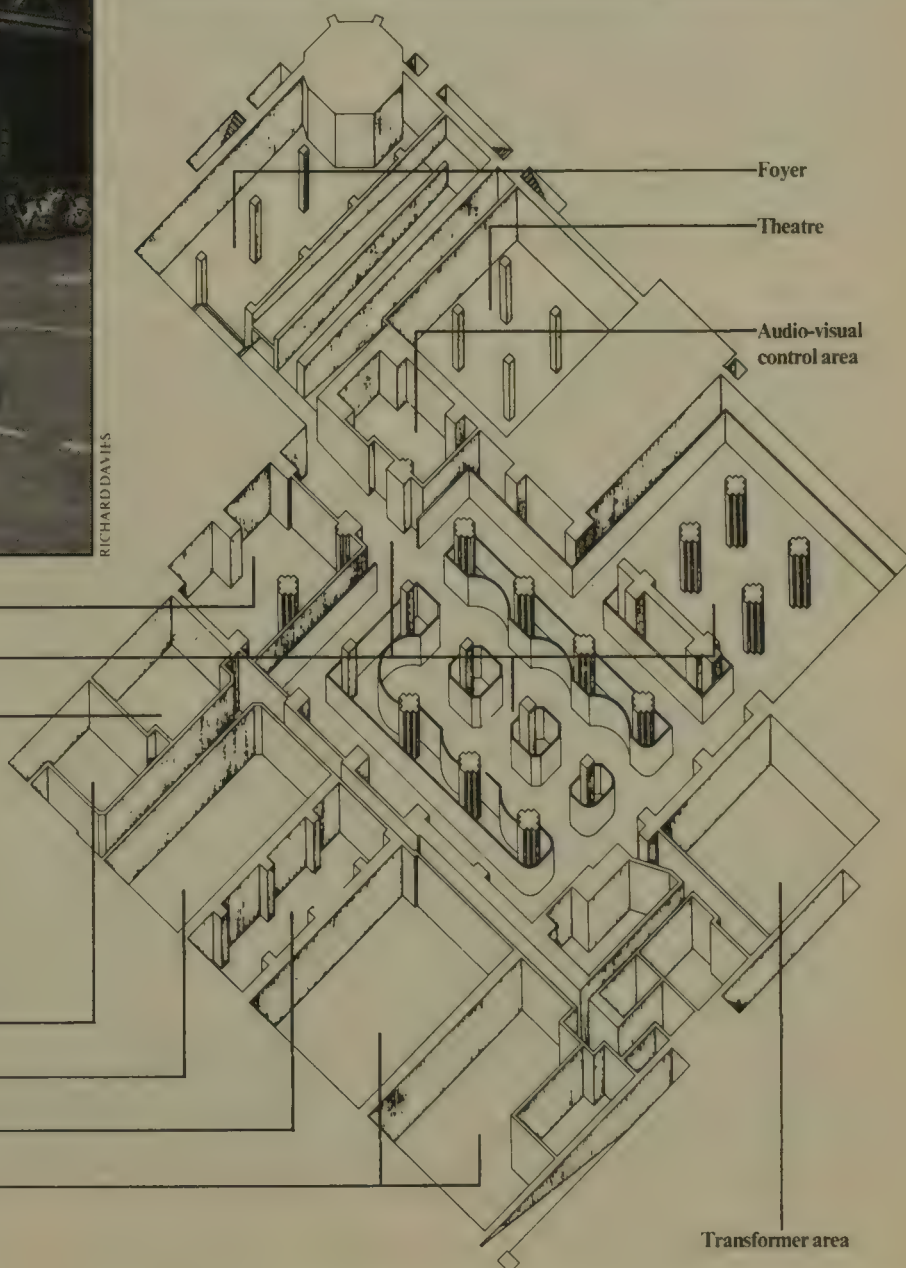 RICHARD DAVIES
Foyer
Theatre
Audio-visual
control area
Transformer area